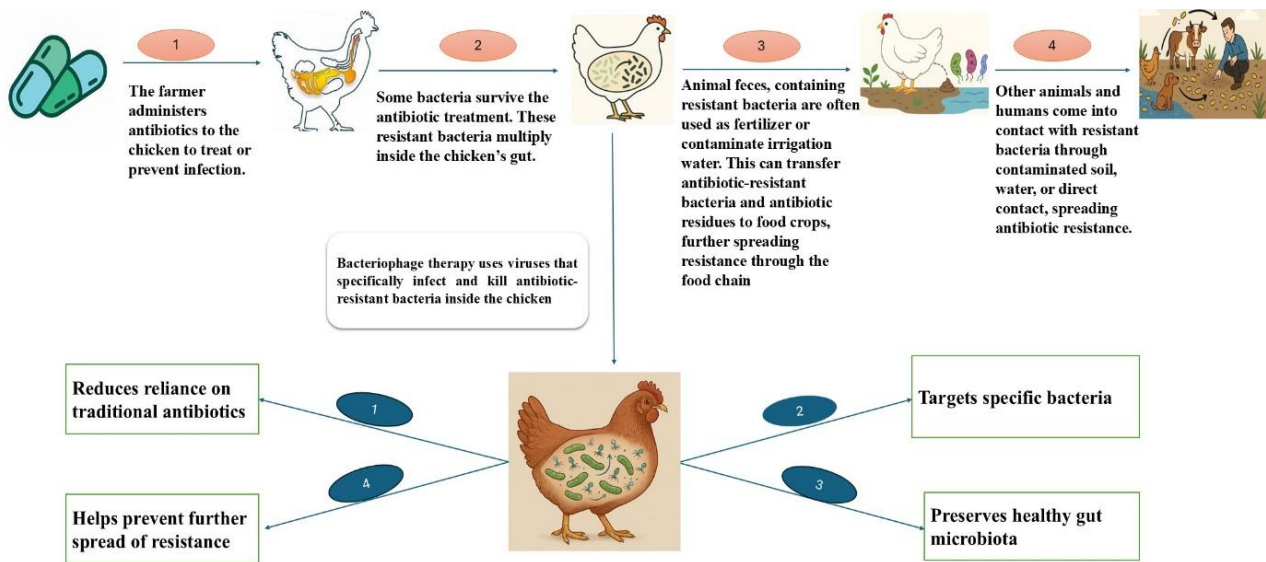 1
The farmer
administers
antibiotics to the
chicken to treat or
prevent infection.
2
Some bacteria survive the
antibiotic treatment. These
resistant bacteria multiply
inside the chicken's gut.
3
Animal feces, containing
resistant bacteria are often
used as fertilizer or
contaminate irrigation
water. This can transfer
antibiotic-resistant
bacteria and antibiotic
residues to food crops,
further spreading
resistance through the
food chain
4
Other animals and
humans come into
contact with resistant
bacteria through
contaminated soil,
water, or direct
contact, spreading
antibiotic resistance.
Bacteriophage therapy uses viruses that
specifically infect and kill antibiotic-
resistant bacteria inside the chicken
Reduces reliance on
traditional antibiotics
1
2
Targets specific bacteria
Helps prevent further
spread of resistance
4
3
Preserves healthy gut
microbiota